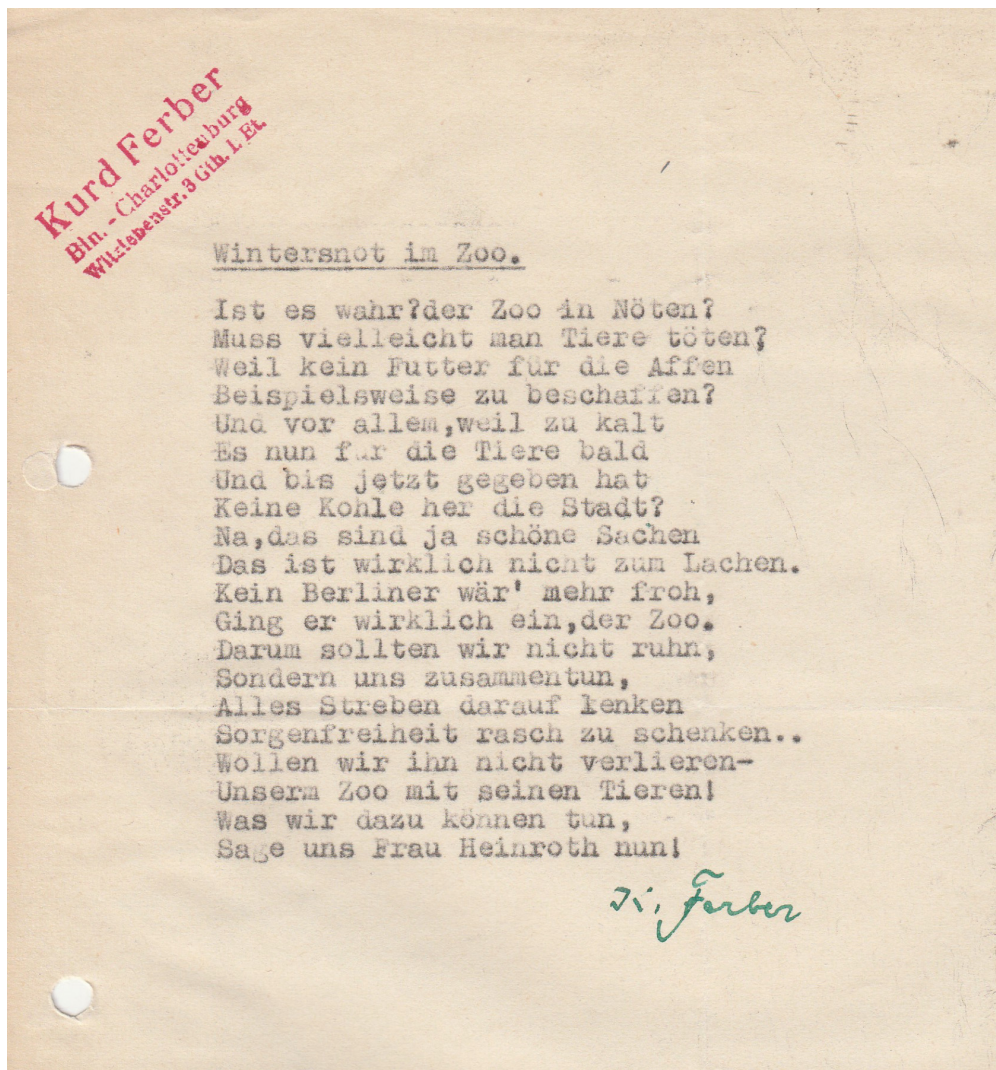 Kurd Ferber
Bln. - Charlottenburg
Witzlebenstr. 3 Gth. I. Et.
Wintersnot im Zoo.
Ist es wahr?der Zoo in Nöten?
Muss vielleicht man Tiere töten?
Weil kein Futter für die Affen
Beispielsweise zu beschaffen?
Und vor allem,weil zu kalt
Es nun für die Tiere bald
Und bis jetzt gegeben hat
Keine Kohle her die Stadt?
Na,das sind ja schöne Sachen
Das ist wirklich nicht zum Lachen.
Kein Berliner wär' mehr froh,
Ging er wirklich ein,der Zoo.
Darum sollten wir nicht ruhn,
Sondern uns zusammentun,
Alles Streben darauf lenken
Sorgenfreiheit rasch zu schenken..
Wollen wir ihn nicht verlieren-
Unserm Zoo mit seinen Tieren!
Was wir dazu können tun,
Sage uns Frau Heinroth nun!
K. Ferber